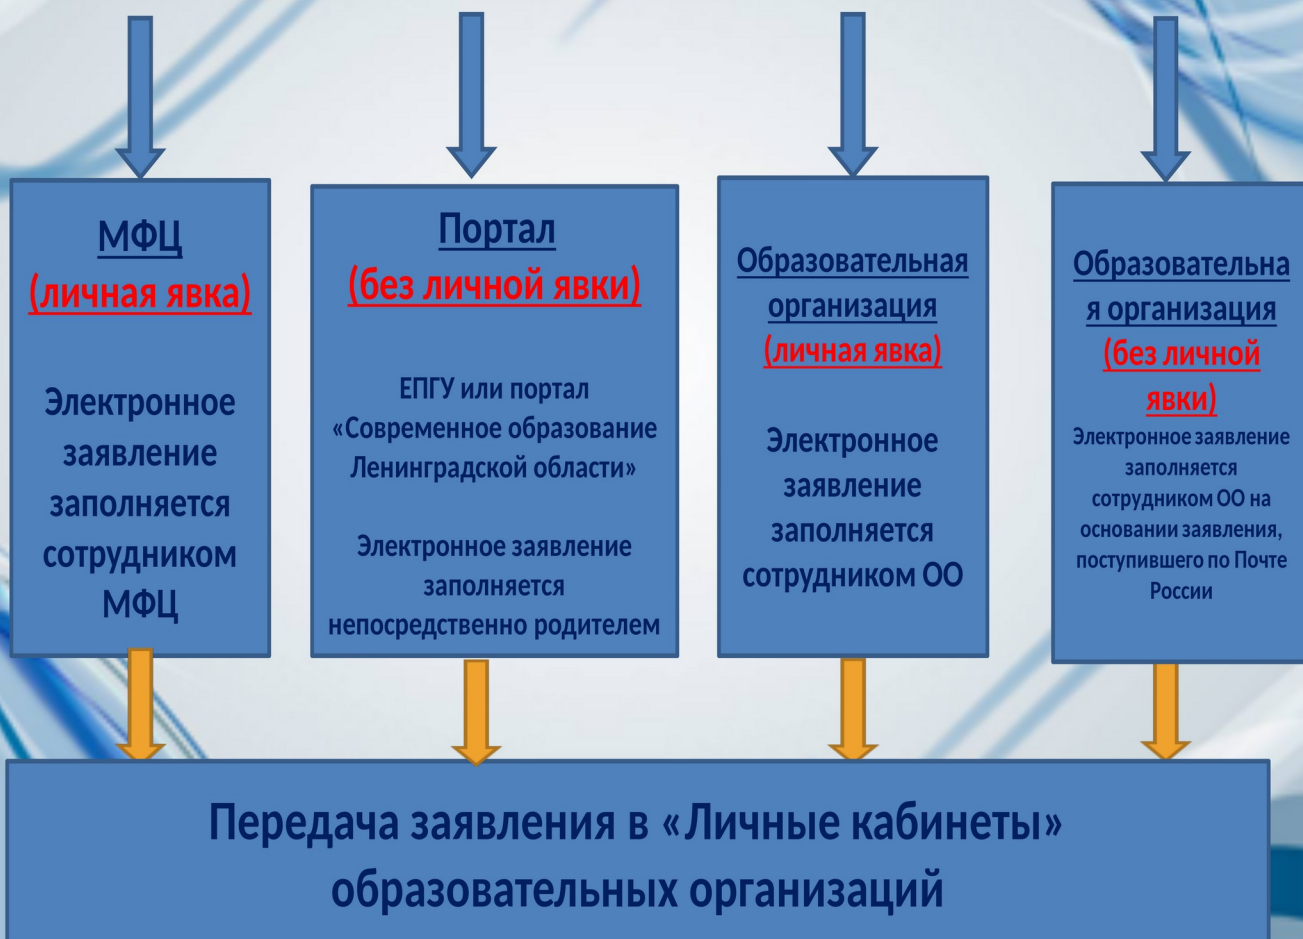 МФЦ
(личная явка)
Электронное
заявление
заполняется
сотрудником
МФЦ
Портал
(без личной явки)
ЕПГУ или портал
«Современное образование
Ленинградской области»
Электронное заявление
заполняется
непосредственно родителем
Образовательная
организация
(личная явка)
Электронное
заявление
заполняется
сотрудником ОО
Образовательна
я организация
(без личной
явки)
Электронное заявление
заполняется
сотрудником ОО на
основании заявления,
поступившего по Почте
России
Передача заявления в «Личные кабинеты»
образовательных организаций